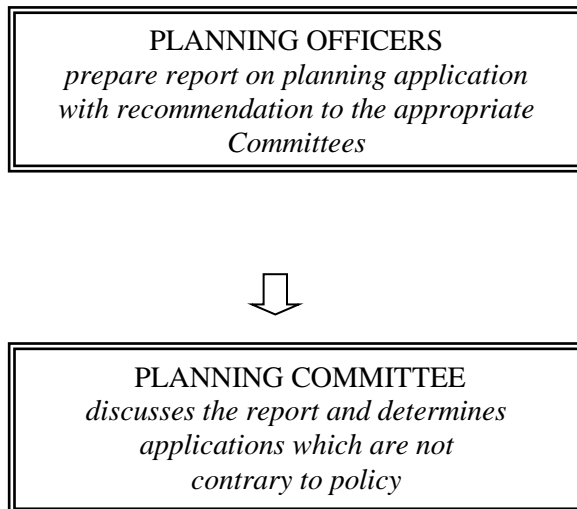 PLANNING OFFICERS
prepare report on planning application
with recommendation to the appropriate
Committees
PLANNING COMMITTEE
discusses the report and determines
applications which are not
contrary to policy